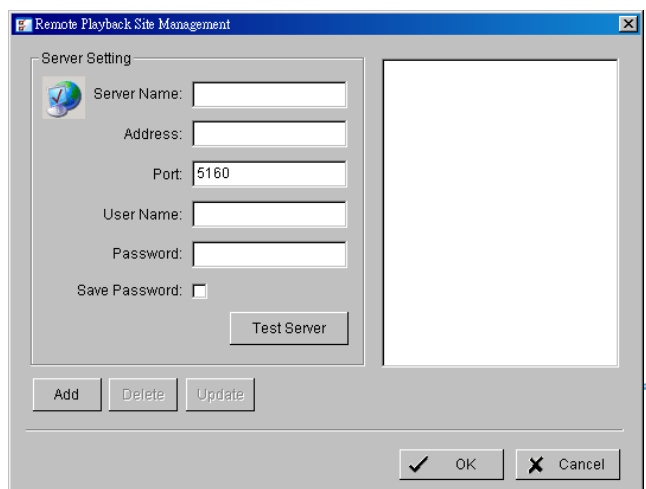 Remote Playback Site Management
Server Setting
Server Name:
Address:
Port: 5160
User Name:
Password:
Save Password:
Test Server
Add Delete Update
OK Cancel